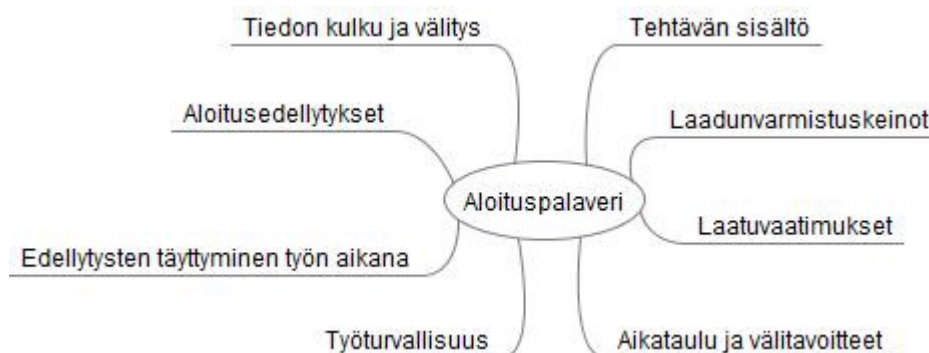 Tiedon kulku ja välitys
Tehtävän sisältö
Aloitusedellytykset
Laadunvarmistuskeinot
Aloituspalaveri
Laatuvaatimukset
Edellytysten täyttyminen työn aikana
Työturvallisuus
Aikataulu ja välitavoitteet